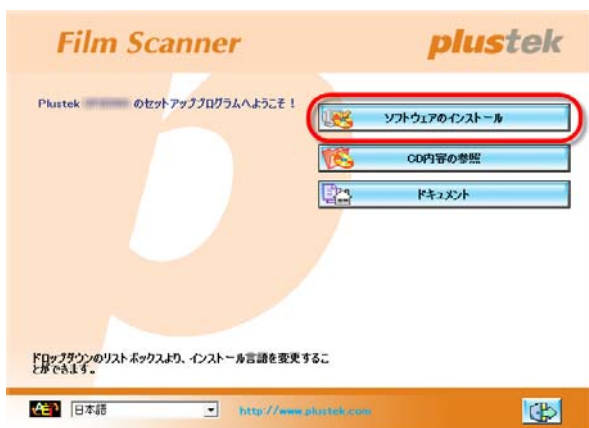 Film Scanner
plustek
Plustek のセットアッププログラムへようこそ！
ソフトウェアのインストール
CD内容の参照
ドキュメント
ドロップダウンのリストボックスより、インストール言語を変更するこ
とができます。
日本語
http://www.plustek.com